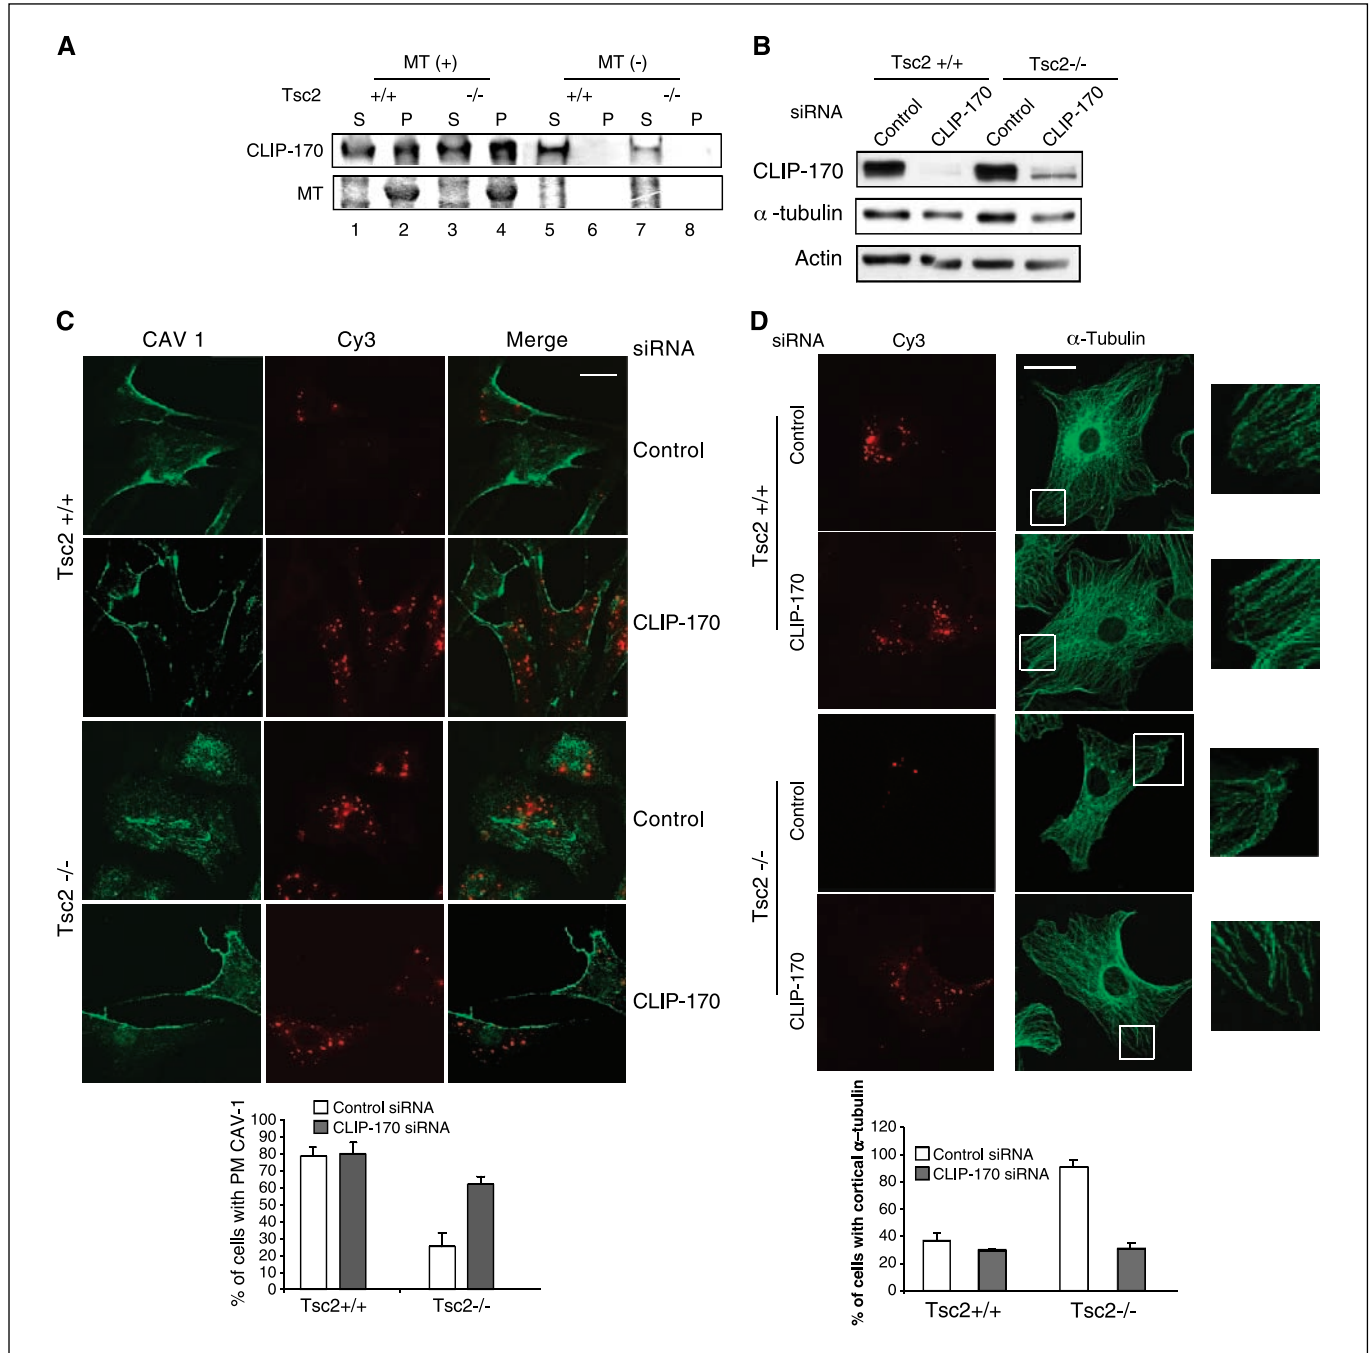 A
MT (+) MT (-)
Tsc2 +/+ -/- +/+ -/-
S P S P S P S P
CLIP-170
MT
1 2 3 4 5 6 7 8
B
Tsc2 +/+ Tsc2-/-
siRNA Control CLIP-170 Control CLIP-170
CLIP-170
α-tubulin
Actin
C
CAV 1 Cy3 Merge siRNA
Tsc2 +/+
Control
CLIP-170
Tsc2 -/-
Control
CLIP-170
% of cells with PM CAV-1
Control siRNA
CLIP-170 siRNA
100
90
80
70
60
50
40
30
20
10
0
Tsc2+/+ Tsc2-/-
D
siRNA Cy3 α-Tubulin
Tsc2 +/+
Control
CLIP-170
Tsc2 -/-
Control
CLIP-170
% of cells with cortical α-tubulin
Control siRNA
CLIP-170 siRNA
120
100
80
60
40
20
0
Tsc2+/+ Tsc2-/-